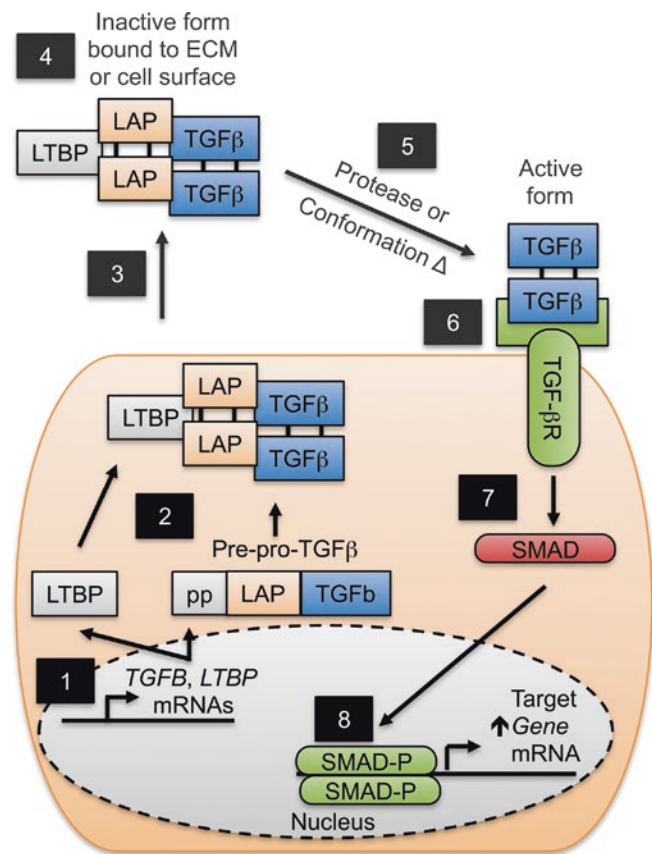 4
Inactive form
bound to ECM
or cell surface
LTBP
LAP
LAP
TGFβ
TGFβ
5
Protease or
Conformation Δ
Active
form
TGFβ
TGFβ
3
6
TGF-βR
LTBP
LAP
LAP
TGFβ
TGFβ
2
7
Pre-pro-TGFβ
SMAD
LTBP
pp
LAP
TGFb
1
TGFB, LTBP
mRNAs
8
Target
Gene
mRNA
SMAD-P
SMAD-P
Nucleus